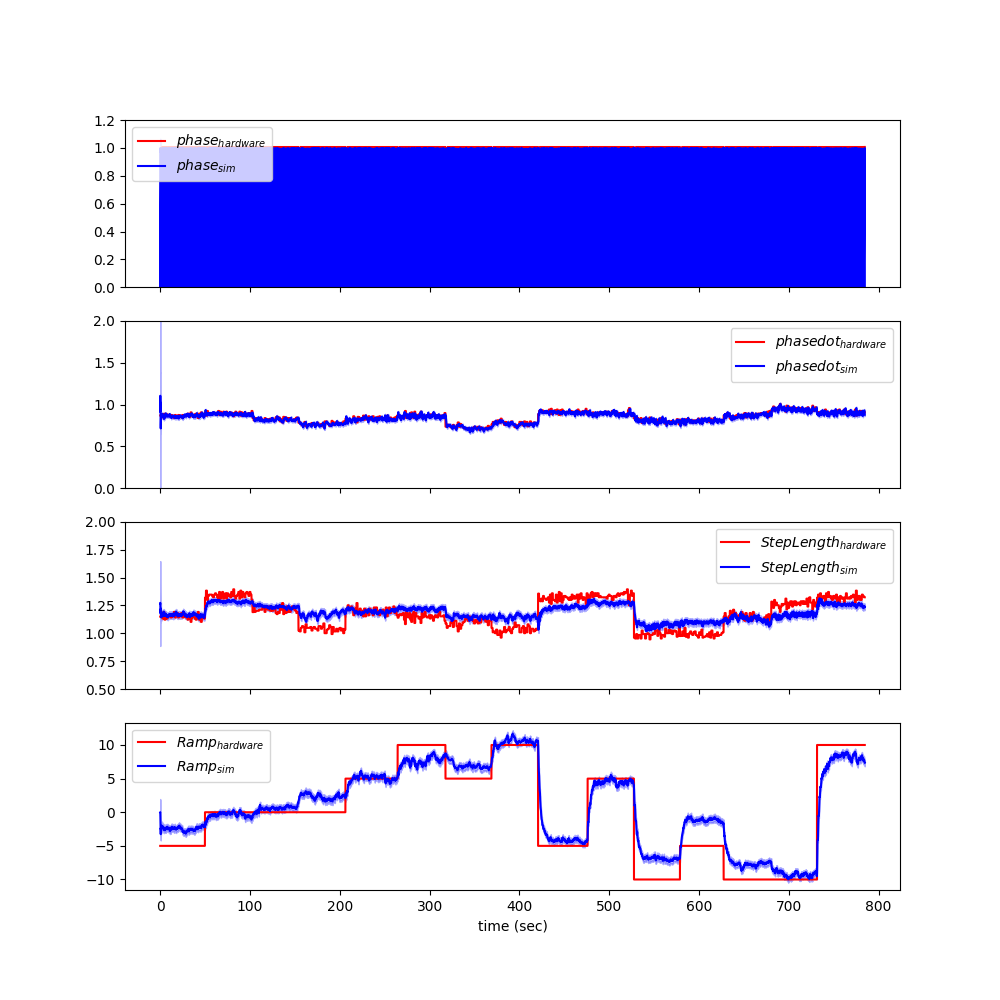 1.2
1.0
0.8
0.6
0.4
0.2
0.0
phase_hardware
phase_sim
2.0
1.5
1.0
0.5
0.0
phasedot_hardware
phasedot_sim
2.00
1.75
1.50
1.25
1.00
0.75
0.50
StepLength_hardware
StepLength_sim
10
5
0
−5
−10
Ramp_hardware
Ramp_sim
0 100 200 300 400 500 600 700 800
time (sec)